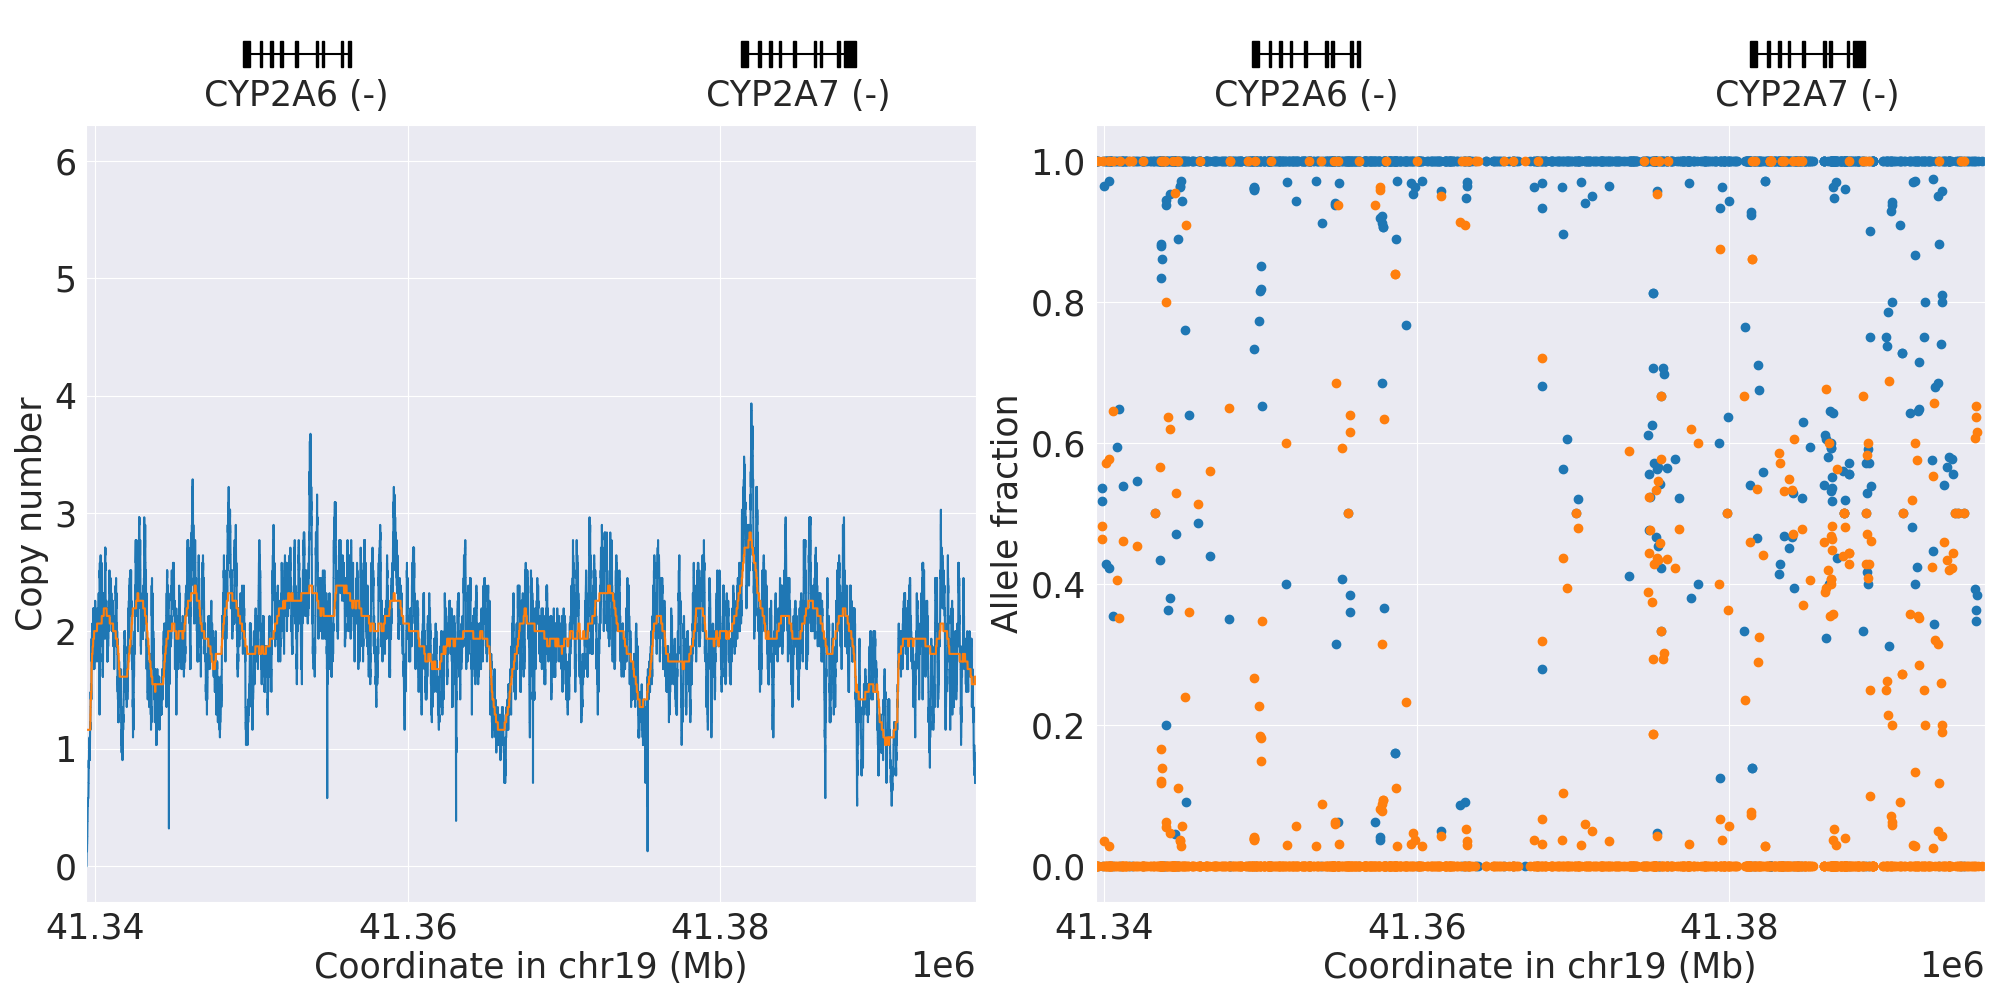 CYP2A6 (-)
CYP2A7 (-)
6
5
4
3
2
1
0
Copy number
41.34
41.36
41.38
Coordinate in chr19 (Mb)
1e6
CYP2A6 (-)
CYP2A7 (-)
1.0
0.8
0.6
0.4
0.2
0.0
Allele fraction
41.34
41.36
41.38
Coordinate in chr19 (Mb)
1e6